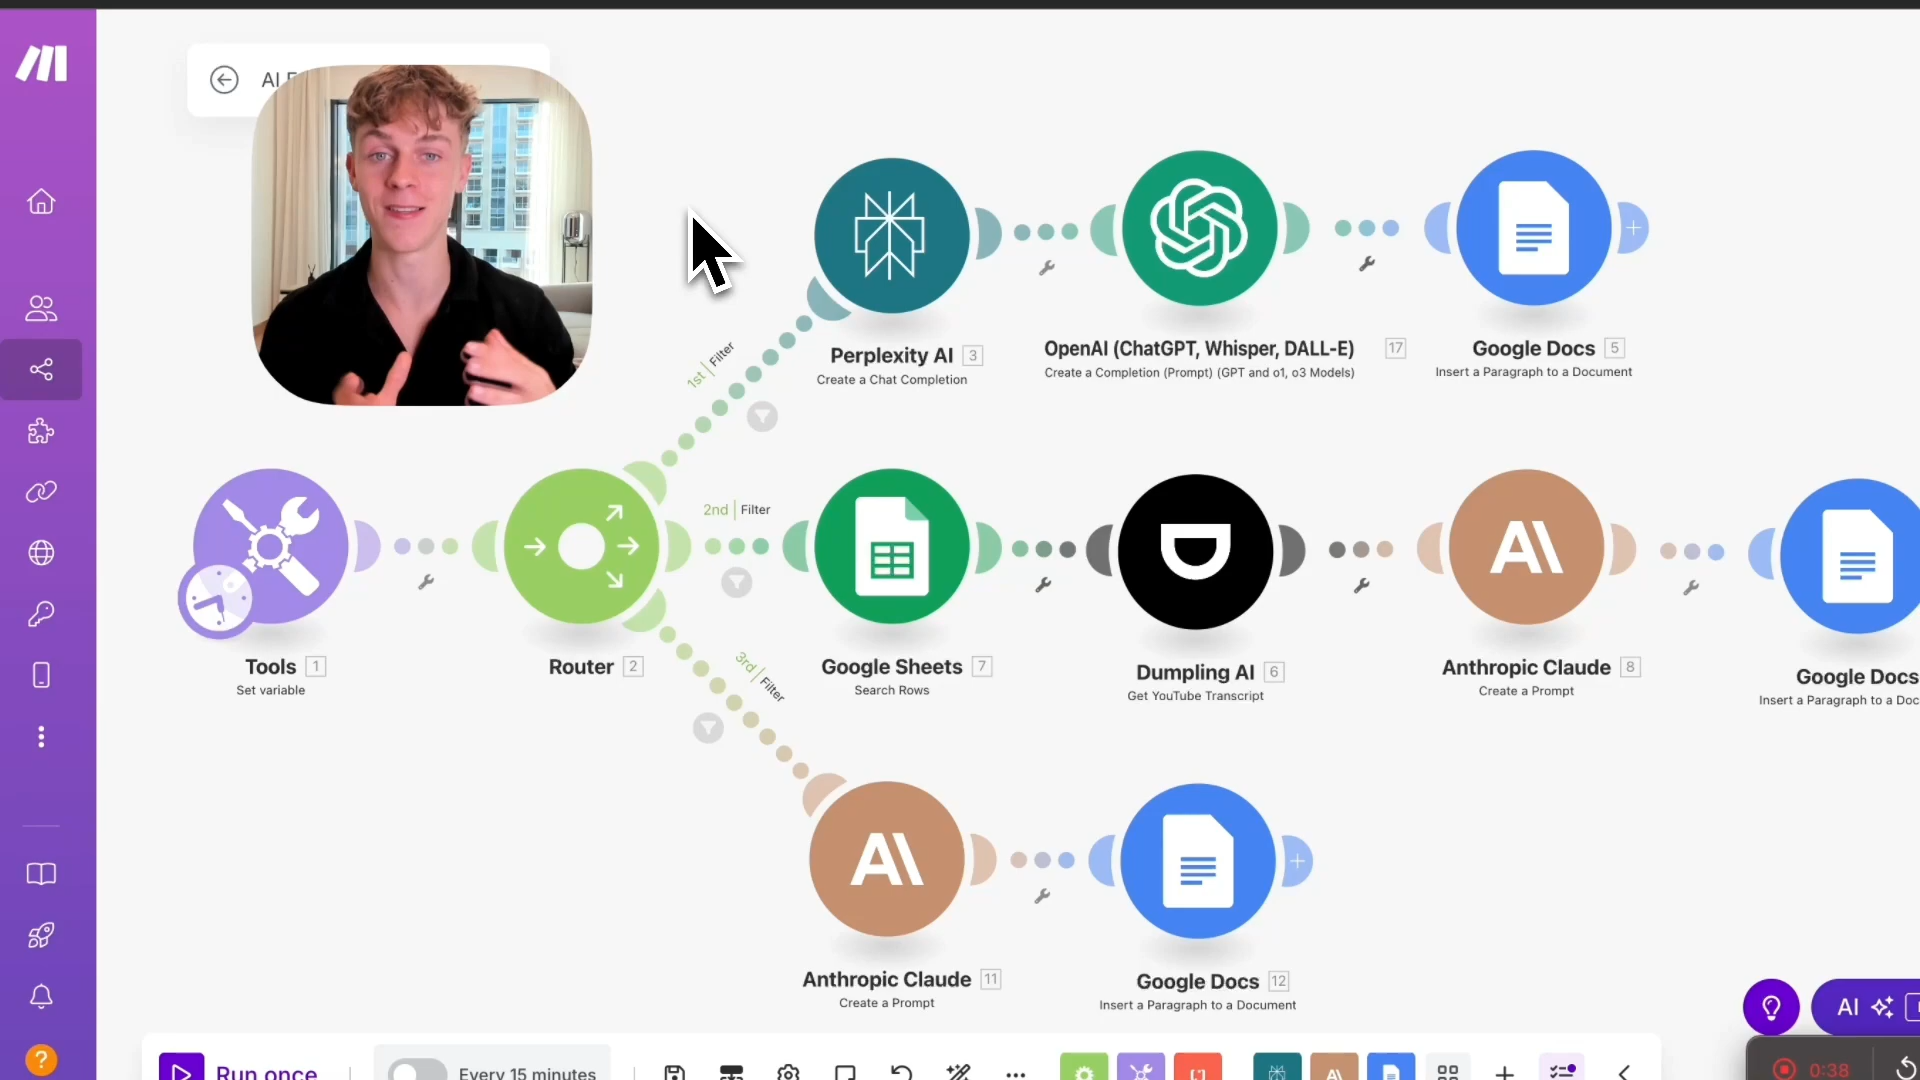 AI
1st | Filter
Perplexity AI 3
Create a Chat Completion
OpenAI (ChatGPT, Whisper, DALL-E) 17
Create a Completion (Prompt) (GPT and o1, o3 Models)
Google Docs 5
Insert a Paragraph to a Document
2nd | Filter
Tools 1
Set variable
Router 2
Google Sheets 7
Search Rows
Dumpling AI 6
Get YouTube Transcript
Anthropic Claude 8
Create a Prompt
Google Docs
Insert a Paragraph to a Doc
3rd | Filter
Anthropic Claude 11
Create a Prompt
Google Docs 12
Insert a Paragraph to a Document
AI
?
Run once
Every 15 minutes
0:38